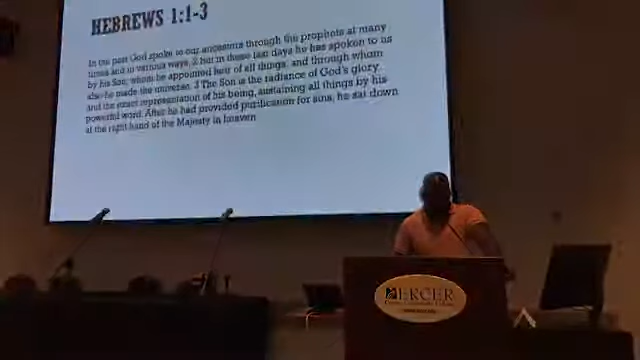 HEBREWS 1:1-3
In the past God spoke to our ancestors through the prophets at many
times and in various ways, 2 but in these last days he has spoken to us
by his Son, whom he appointed heir of all things, and through whom
also he made the universe. 3 The Son is the radiance of God's glory
and the exact representation of his being, sustaining all things by his
powerful word. After he had provided purification for sins, he sat down
at the right hand of the Majesty in heaven
MERCER